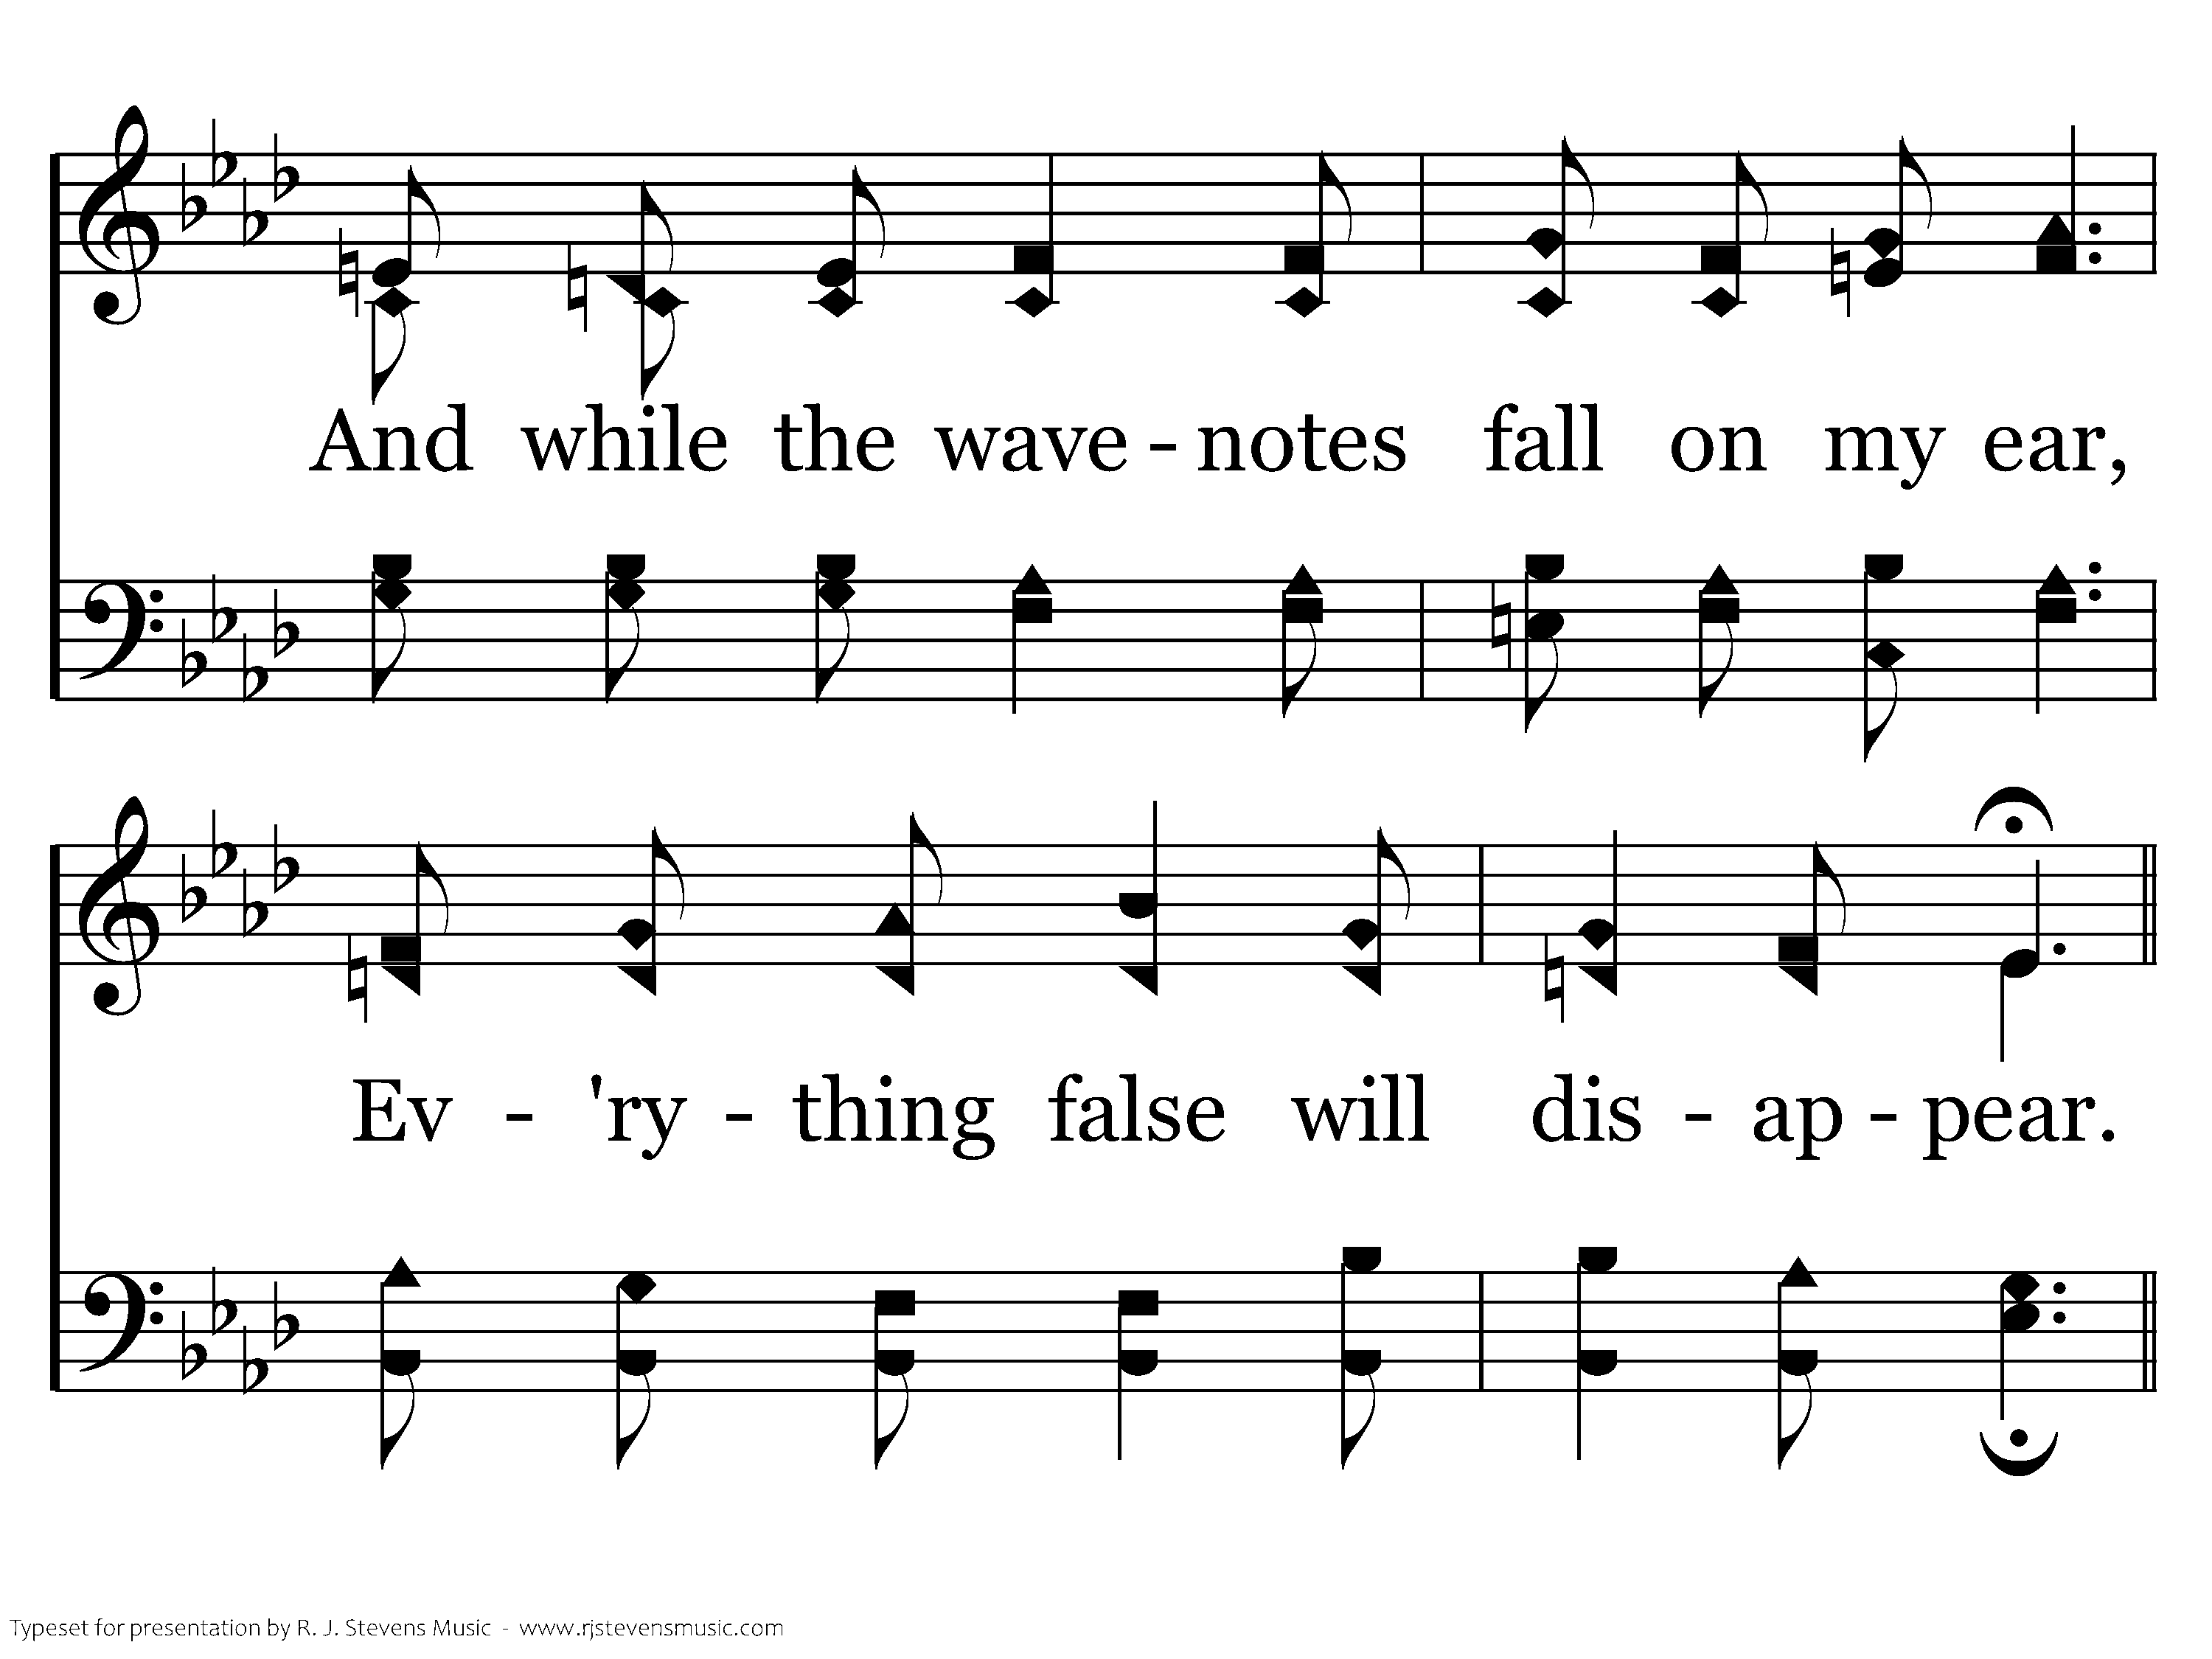 And while the wave - notes fall on my ear,
Ev - 'ry - thing false will dis - ap - pear.
Typeset for presentation by R. J. Stevens Music - www.rjstevensmusic.com